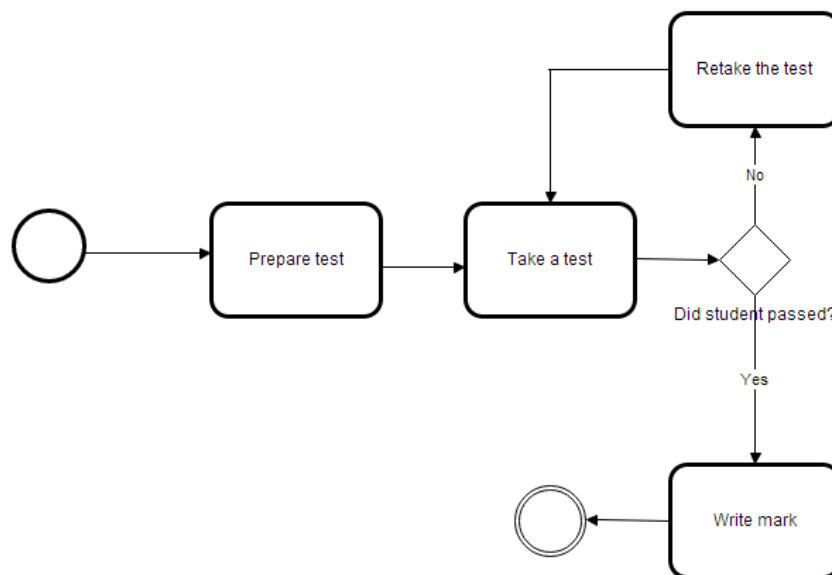 Retake the test
No
Prepare test
Take a test
Did student passed?
Yes
Write mark